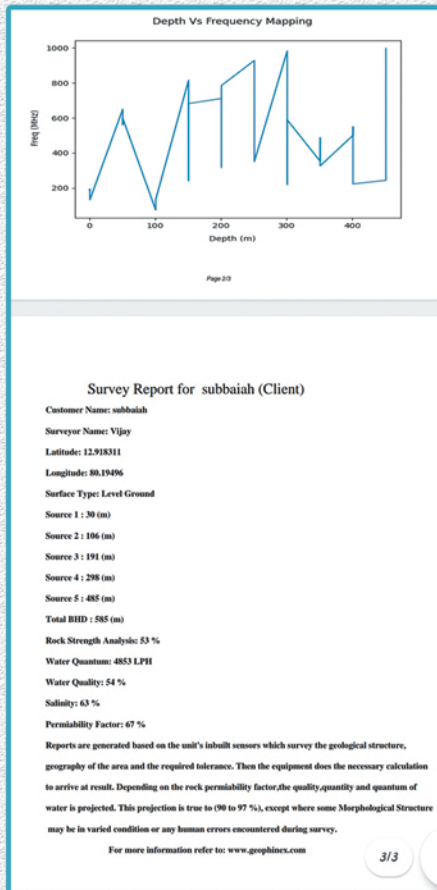 Depth Vs Frequency Mapping
1000
800
600
400
200
Freq (MHz)
0 100 200 300 400
Depth (m)
Page 2/3
Survey Report for subbaiah (Client)
Customer Name: subbaiah
Surveyor Name: Vijay
Latitude: 12.918311
Longitude: 80.19496
Surface Type: Level Ground
Source 1 : 30 (m)
Source 2 : 106 (m)
Source 3 : 191 (m)
Source 4 : 298 (m)
Source 5 : 485 (m)
Total BHD : 585 (m)
Rock Strength Analysis: 53 %
Water Quantum: 4853 LPH
Water Quality: 54 %
Salinity: 63 %
Permiability Factor: 67 %
Reports are generated based on the unit's inbuilt sensors which survey the geological structure,
geography of the area and the required tolerance. Then the equipment does the necessary calculation
to arrive at result. Depending on the rock permiability factor,the quality,quantity and quantum of
water is projected. This projection is true to (90 to 97 %), except where some Morphological Structure
may be in varied condition or any human errors encountered during survey.
For more information refer to: www.geophinex.com
3/3